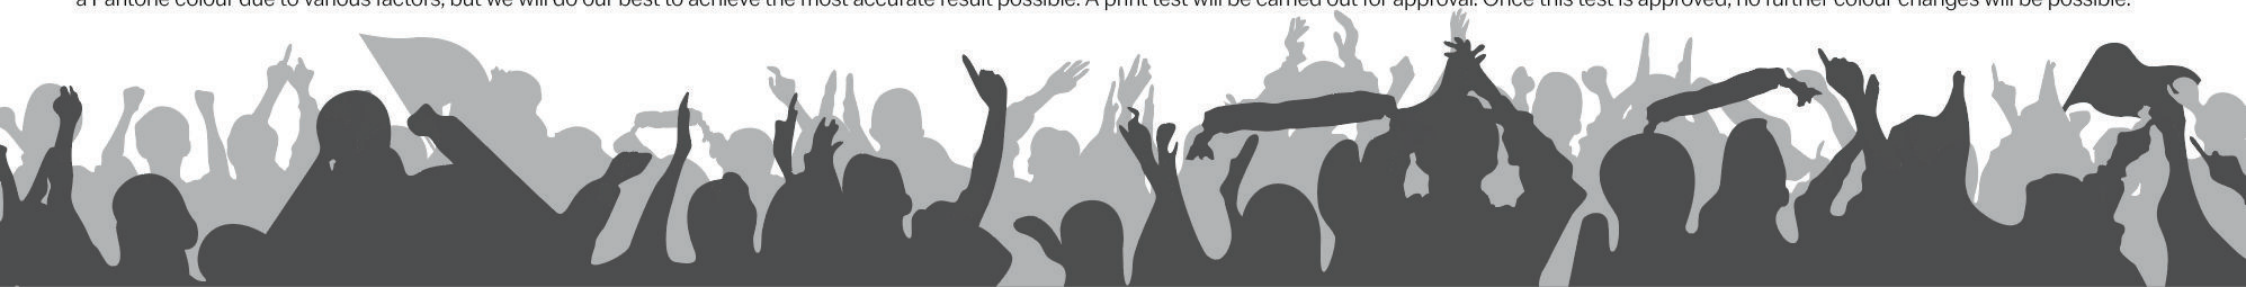 a Pantone colour due to various factors, but we will do our best to achieve the most accurate result possible. A print test will be carried out for approval. Once this test is approved, no further colour changes will be possible.